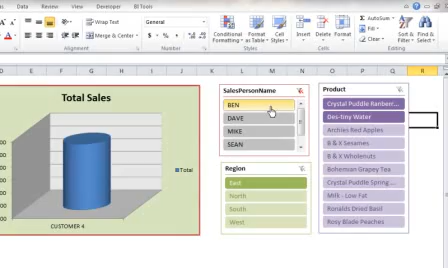 View Developer BI Tools
A A Wrap Text General Σ AutoSum
A Merge & Center $ % , Conditional Format Cell Insert Delete Format Fill Sort & Find &
Formatting as Table Styles Clear Filter Select
Alignment Number Styles Cells Editing
D E F G H I J K L M N O P Q R
Total Sales
Total
CUSTOMER 4
SalesPersonName
BEN
DAVE
MIKE
SEAN
Region
East
North
South
West
Product
Crystal Puddle Ranberr...
Des-tiny Water
Archies Red Apples
B & X Sesames
B & X Wholenuts
Bohemian Grapey Tea
Crystal Puddle Spring ...
Milk - Low Fat
Ronalds Dried Basil
Rosy Blade Peaches